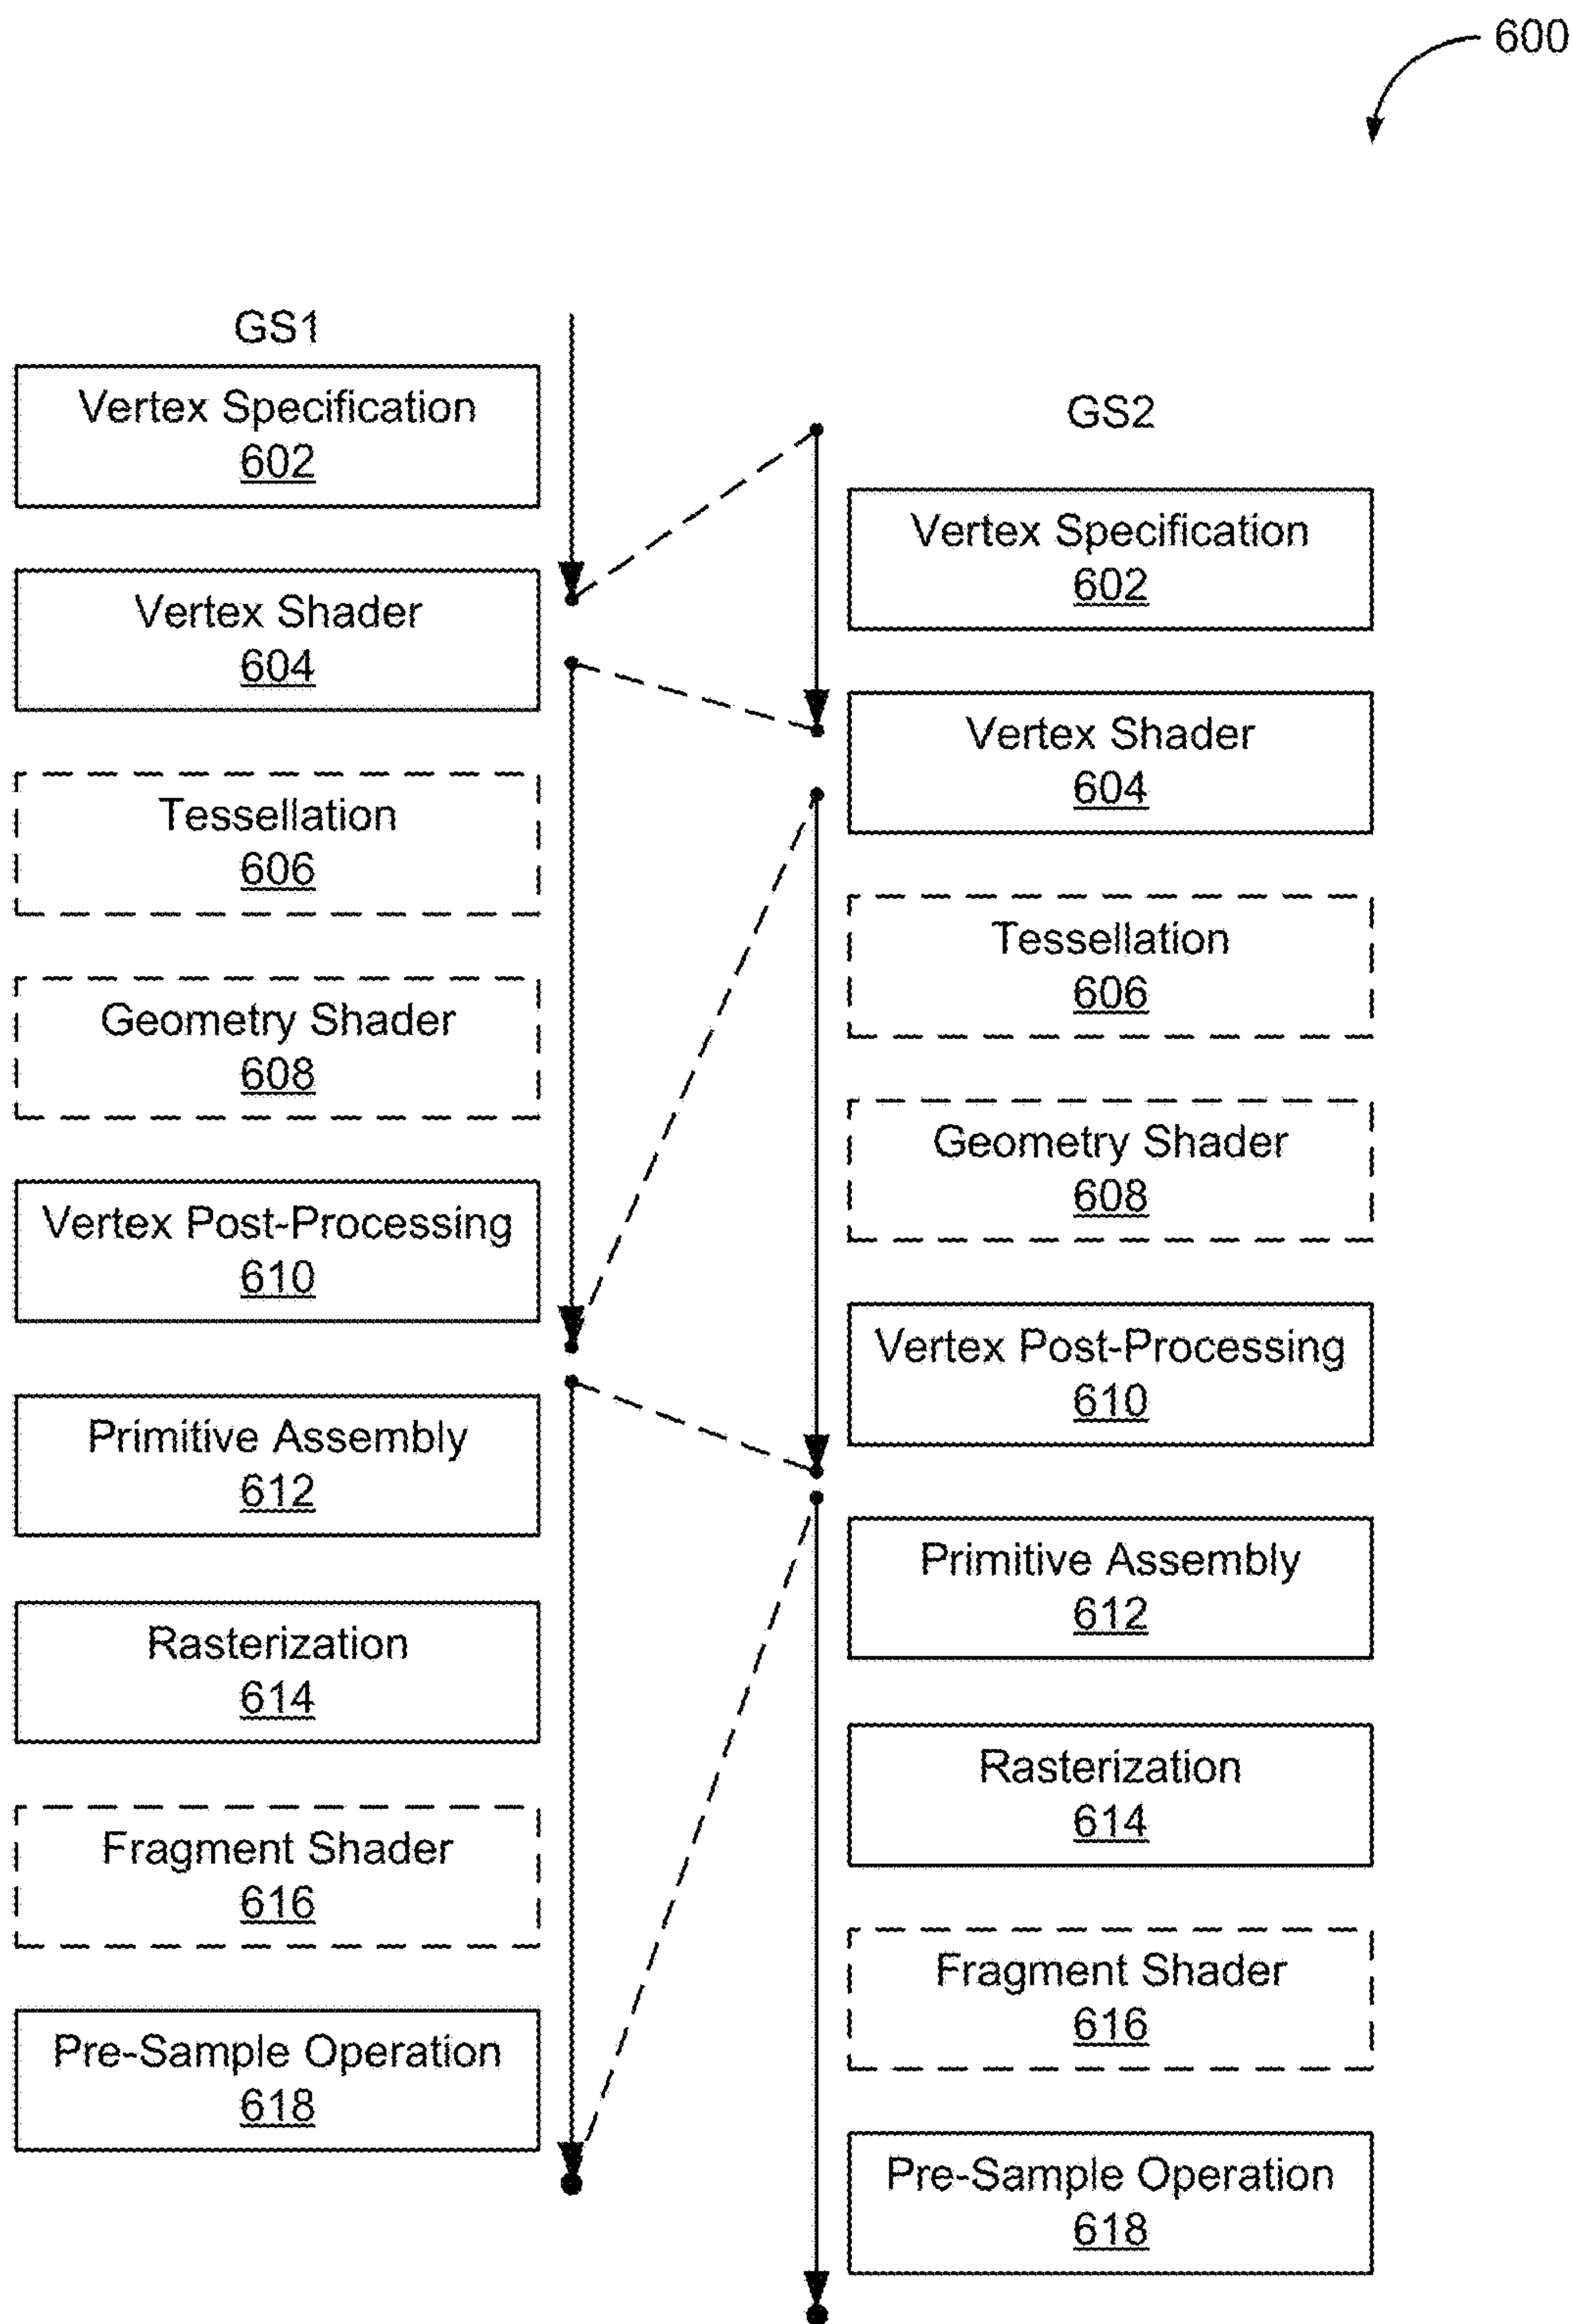 600
GS1
Vertex Specification
602
Vertex Shader
604
Tessellation
606
Geometry Shader
608
Vertex Post-Processing
610
Primitive Assembly
612
Rasterization
614
Fragment Shader
616
Pre-Sample Operation
618
GS2
Vertex Specification
602
Vertex Shader
604
Tessellation
606
Geometry Shader
608
Vertex Post-Processing
610
Primitive Assembly
612
Rasterization
614
Fragment Shader
616
Pre-Sample Operation
618